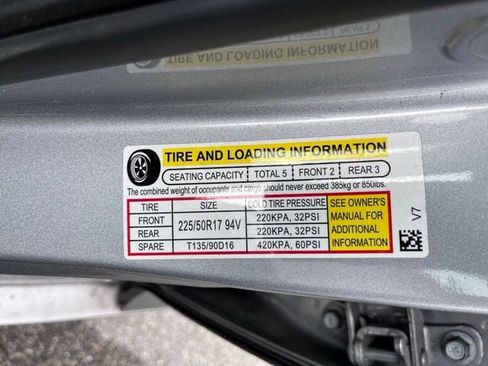 TIRE AND LOADING INFORMATION
SEATING CAPACITY TOTAL 5 FRONT 2 REAR 3
The combined weight of occupants and cargo should never exceed 385kg or 850lbs.
TIRE SIZE COLD TIRE PRESSURE SEE OWNER'S MANUAL FOR ADDITIONAL INFORMATION
FRONT 225/50R17 94V 220KPA, 32PSI
REAR 220KPA, 32PSI
SPARE T135/90D16 420KPA, 60PSI
V7